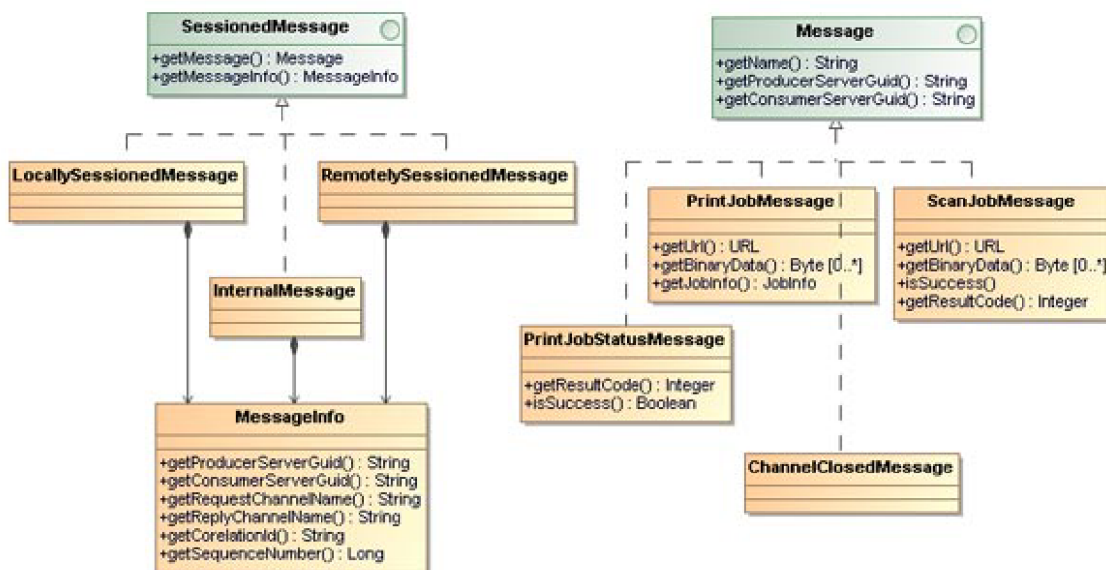 SessionedMessage
+getMessage() : Message
+getMessageInfo() : MessageInfo
Message
+getName() : String
+getProducerServerGuid() : String
+getConsumerServerGuid() : String
LocallySessionedMessage
RemotelySessionedMessage
InternalMessage
PrintJobMessage
+getUrl() : URL
+getBinaryData() : Byte [0..*]
+getJobInfo() : JobInfo
ScanJobMessage
+getUrl() : URL
+getBinaryData() : Byte [0..*]
+isSuccess()
+getResultCode() : Integer
PrintJobStatusMessage
+getResultCode() : Integer
+isSuccess() : Boolean
MessageInfo
+getProducerServerGuid() : String
+getConsumerServerGuid() : String
+getRequestChannelName() : String
+getReplyChannelName() : String
+getCorelationId() : String
+getSequenceNumber() : Long
ChannelClosedMessage